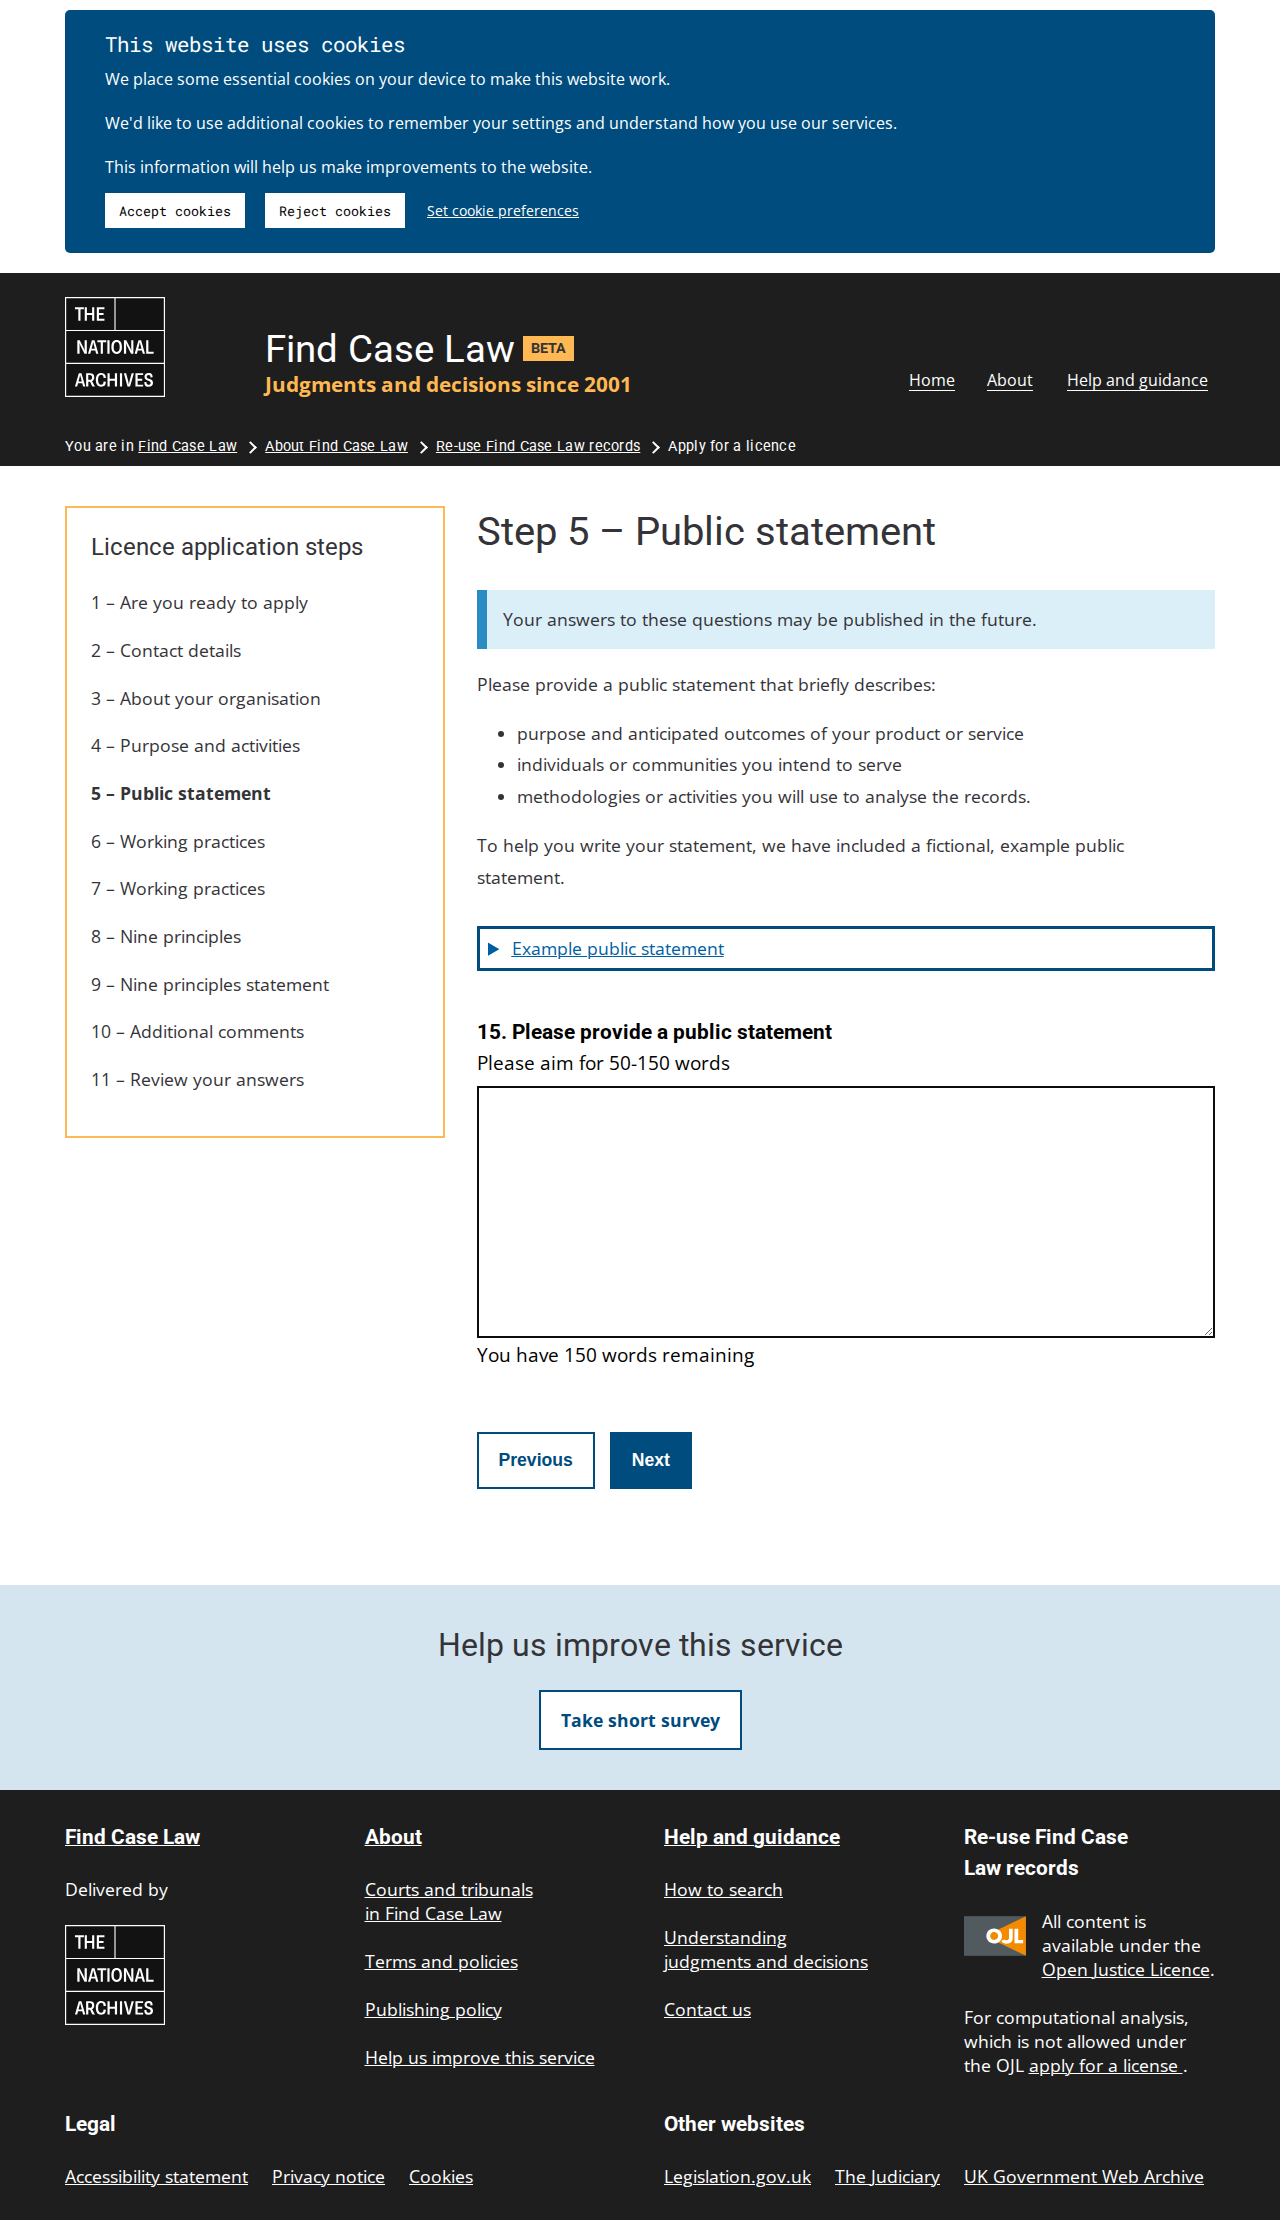 This website uses cookies
We place some essential cookies on your device to make this website work.
We'd like to use additional cookies to remember your settings and understand how you use our services.
This information will help us make improvements to the website.
Accept cookies
Reject cookies
Set cookie preferences
THE
NATIONAL
ARCHIVES
Find Case Law BETA
Judgments and decisions since 2001
Home
About
Help and guidance
You are in Find Case Law
About Find Case Law
Re-use Find Case Law records
Apply for a licence
Licence application steps
1 – Are you ready to apply
2 – Contact details
3 – About your organisation
4 – Purpose and activities
5 – Public statement
6 – Working practices
7 – Working practices
8 – Nine principles
9 – Nine principles statement
10 – Additional comments
11 – Review your answers
Step 5 – Public statement
Your answers to these questions may be published in the future.
Please provide a public statement that briefly describes:
• purpose and anticipated outcomes of your product or service
• individuals or communities you intend to serve
• methodologies or activities you will use to analyse the records.
To help you write your statement, we have included a fictional, example public
statement.
Example public statement
15. Please provide a public statement
Please aim for 50-150 words
You have 150 words remaining
Previous
Next
Help us improve this service
Take short survey
Find Case Law
Delivered by
THE
NATIONAL
ARCHIVES
About
Courts and tribunals
in Find Case Law
Terms and policies
Publishing policy
Help us improve this service
Help and guidance
How to search
Understanding
judgments and decisions
Contact us
Re-use Find Case
Law records
OJL
All content is
available under the
Open Justice Licence.
For computational analysis,
which is not allowed under
the OJL apply for a license .
Legal
Accessibility statement
Privacy notice
Cookies
Other websites
Legislation.gov.uk
The Judiciary
UK Government Web Archive